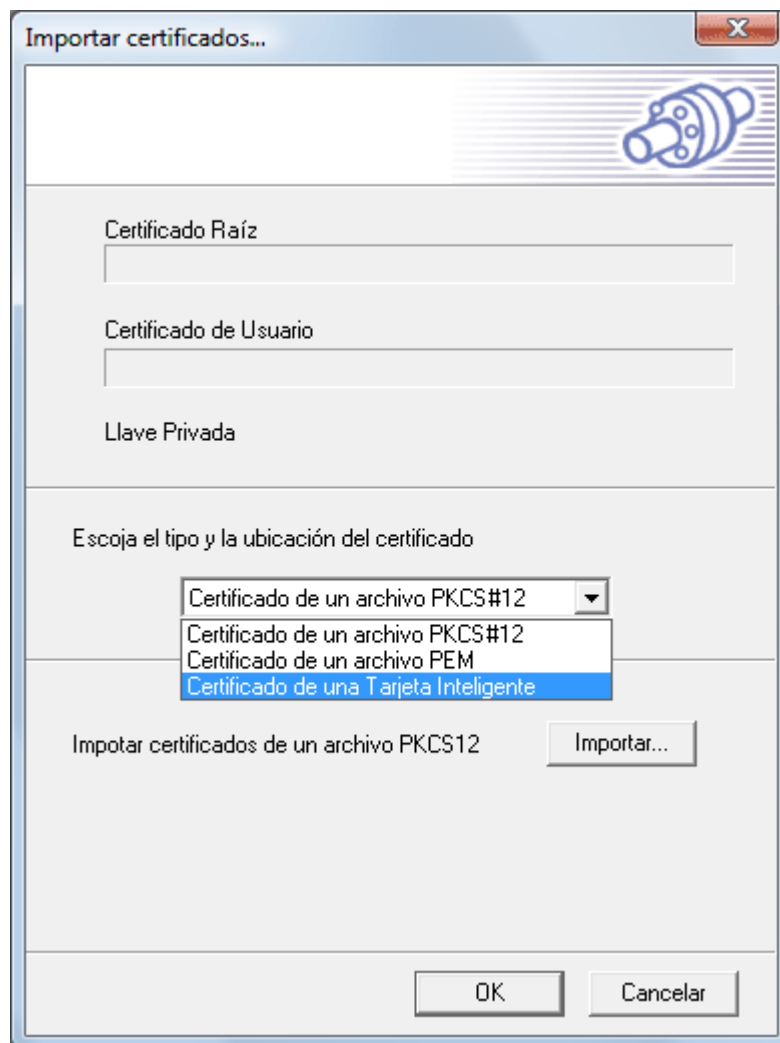 Importar certificados...
Certificado Raíz
Certificado de Usuario
Llave Privada
Escoja el tipo y la ubicación del certificado
Certificado de un archivo PKCS#12
Certificado de un archivo PKCS#12
Certificado de un archivo PEM
Certificado de una Tarjeta Inteligente
Impotar certificados de un archivo PKCS12 Importar...
OK Cancelar